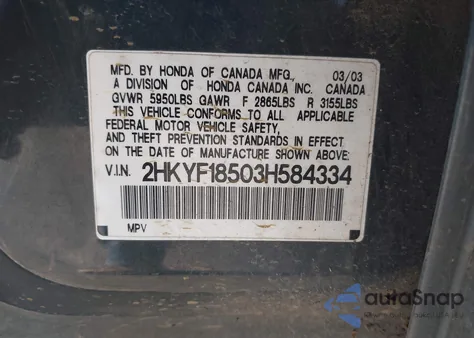 MFD. BY HONDA OF CANADA MFG., 03/03
A DIVISION OF HONDA CANADA INC. CANADA
GVWR 5950LBS GAWR F 2865LBS R 3155LBS
THIS VEHICLE CONFORMS TO ALL APPLICABLE
FEDERAL MOTOR VEHICLE SAFETY,
AND THEFT PREVENTION STANDARDS IN EFFECT
ON THE DATE OF MANUFACTURE SHOWN ABOVE:
V.I.N. 2HKYF18503H584334
MPV
autoSnap